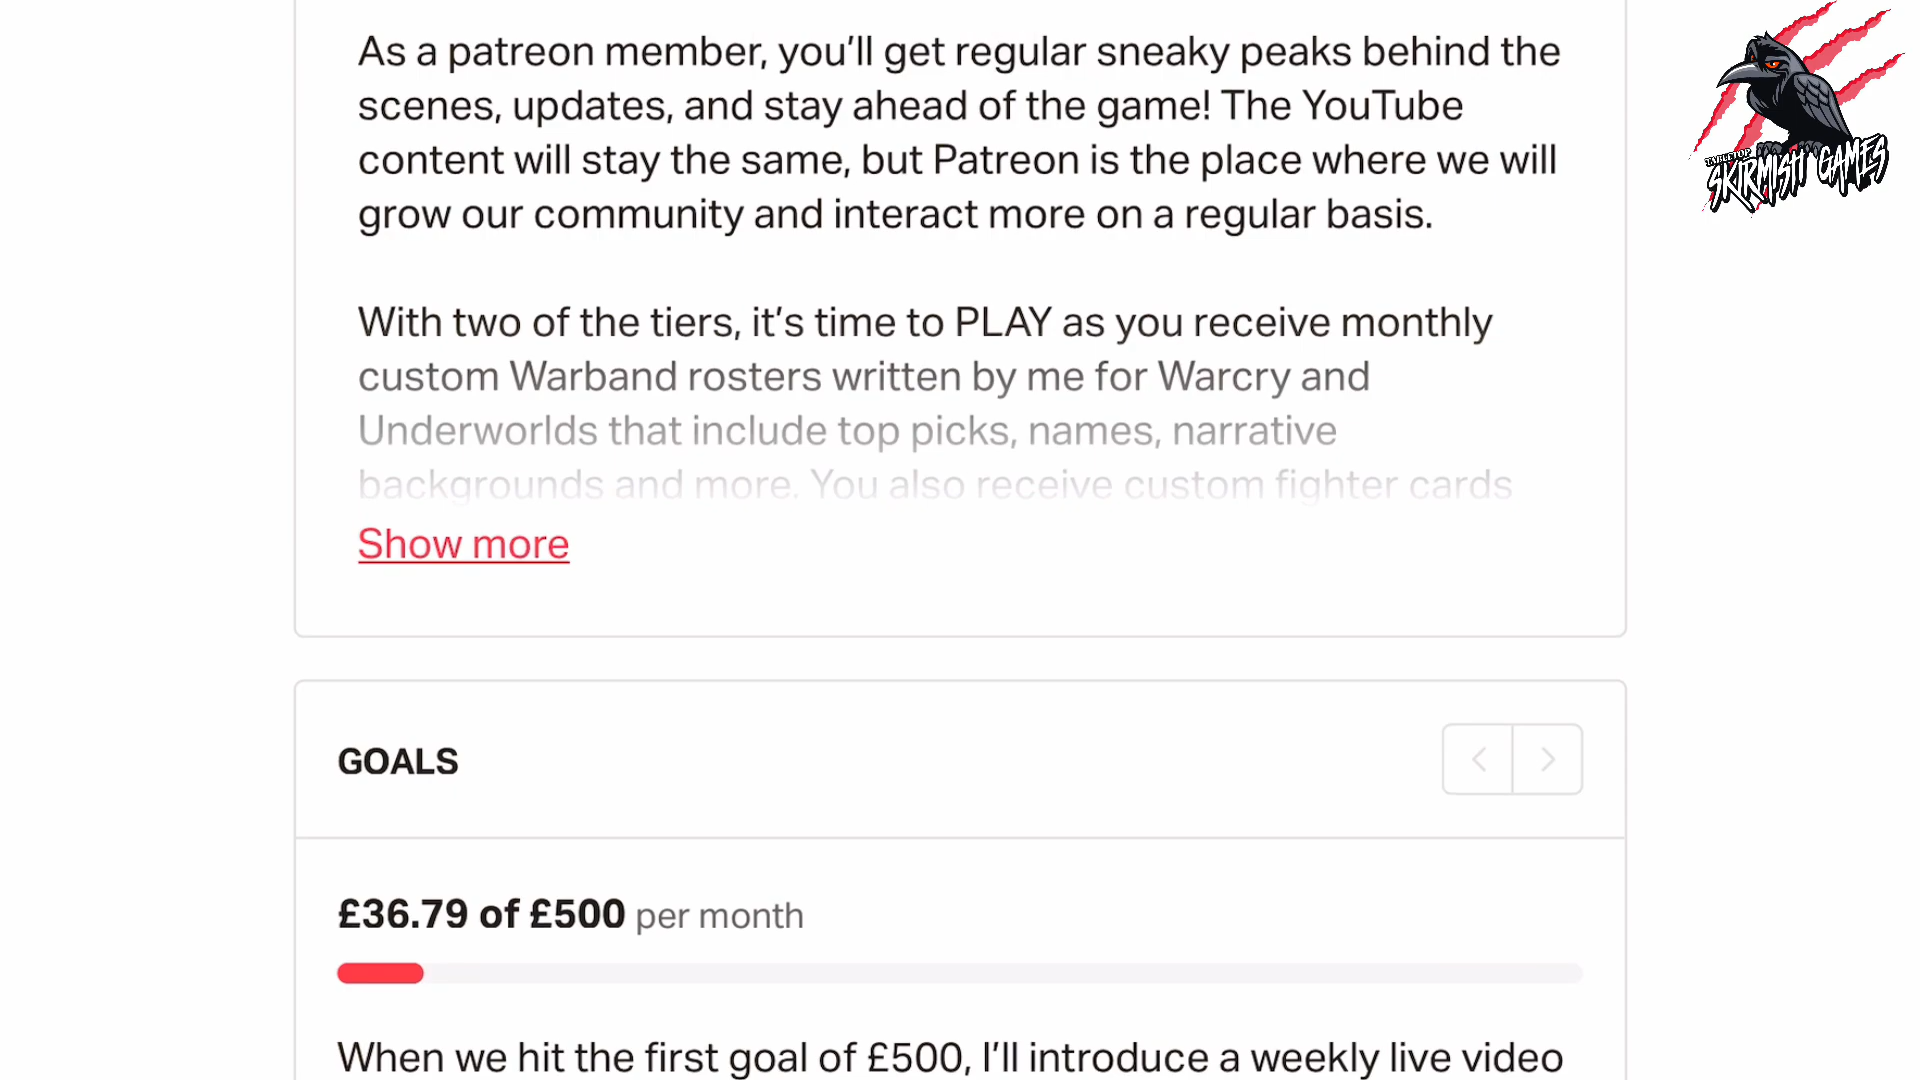 As a patreon member, you’ll get regular sneaky peaks behind the
scenes, updates, and stay ahead of the game! The YouTube
content will stay the same, but Patreon is the place where we will
grow our community and interact more on a regular basis.
With two of the tiers, it’s time to PLAY as you receive monthly
custom Warband rosters written by me for Warcry and
Underworlds that include top picks, names, narrative
backgrounds and more. You also receive custom fighter cards
Show more
GOALS
£36.79 of £500 per month
When we hit the first goal of £500, I’ll introduce a weekly live video
TABLETOP
SKIRMISH GAMES